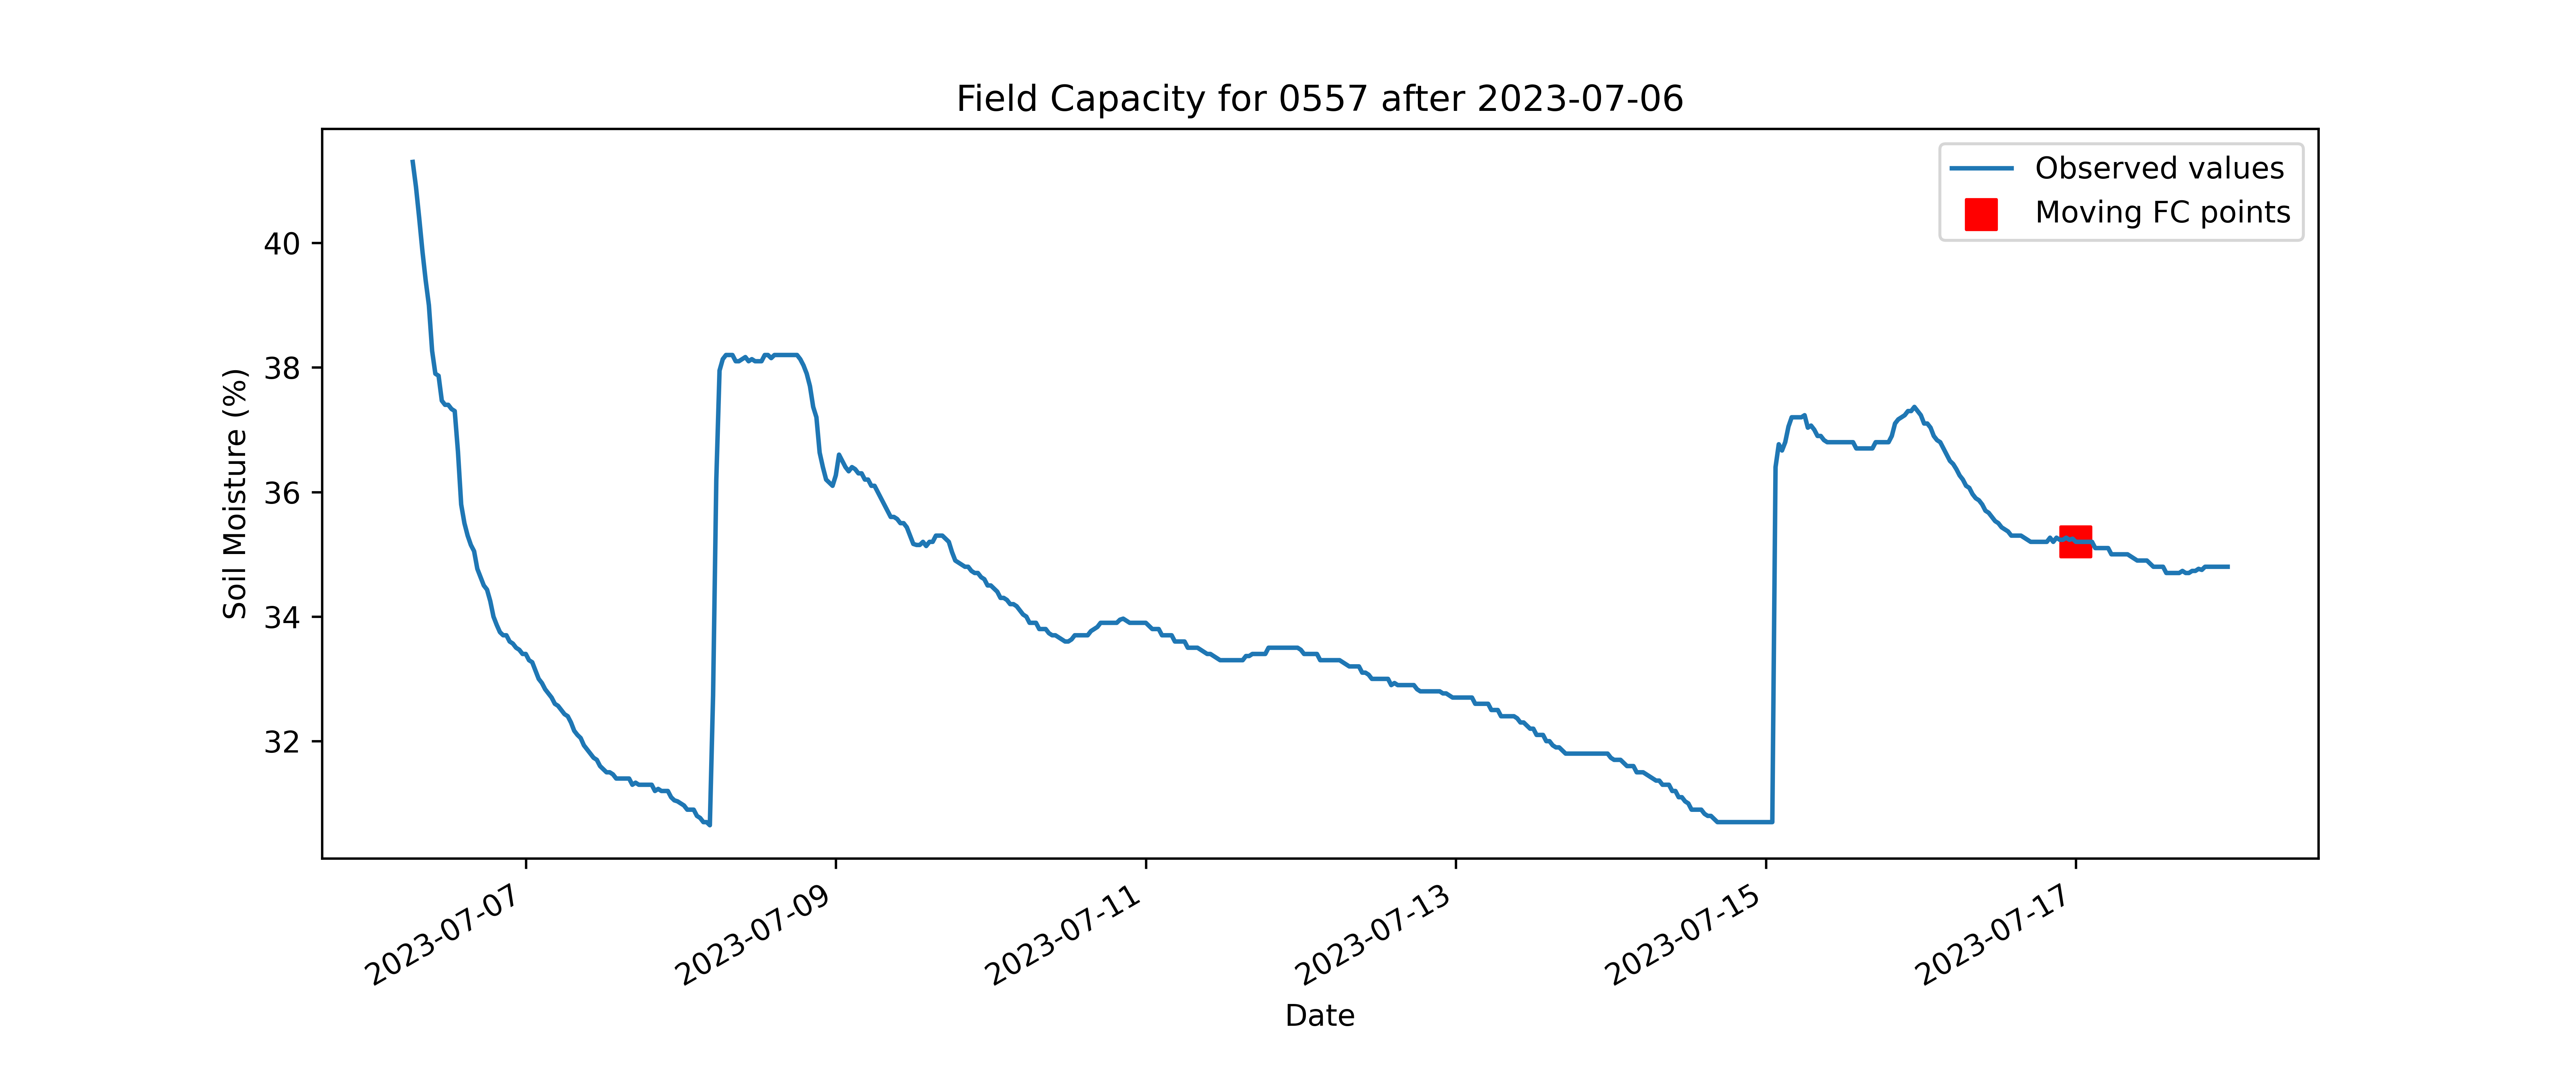 Field Capacity for 0557 after 2023-07-06
Observed values
Moving FC points
Soil Moisture (%)
40
38
36
34
32
2023-07-07
2023-07-09
2023-07-11
2023-07-13
2023-07-15
2023-07-17
Date